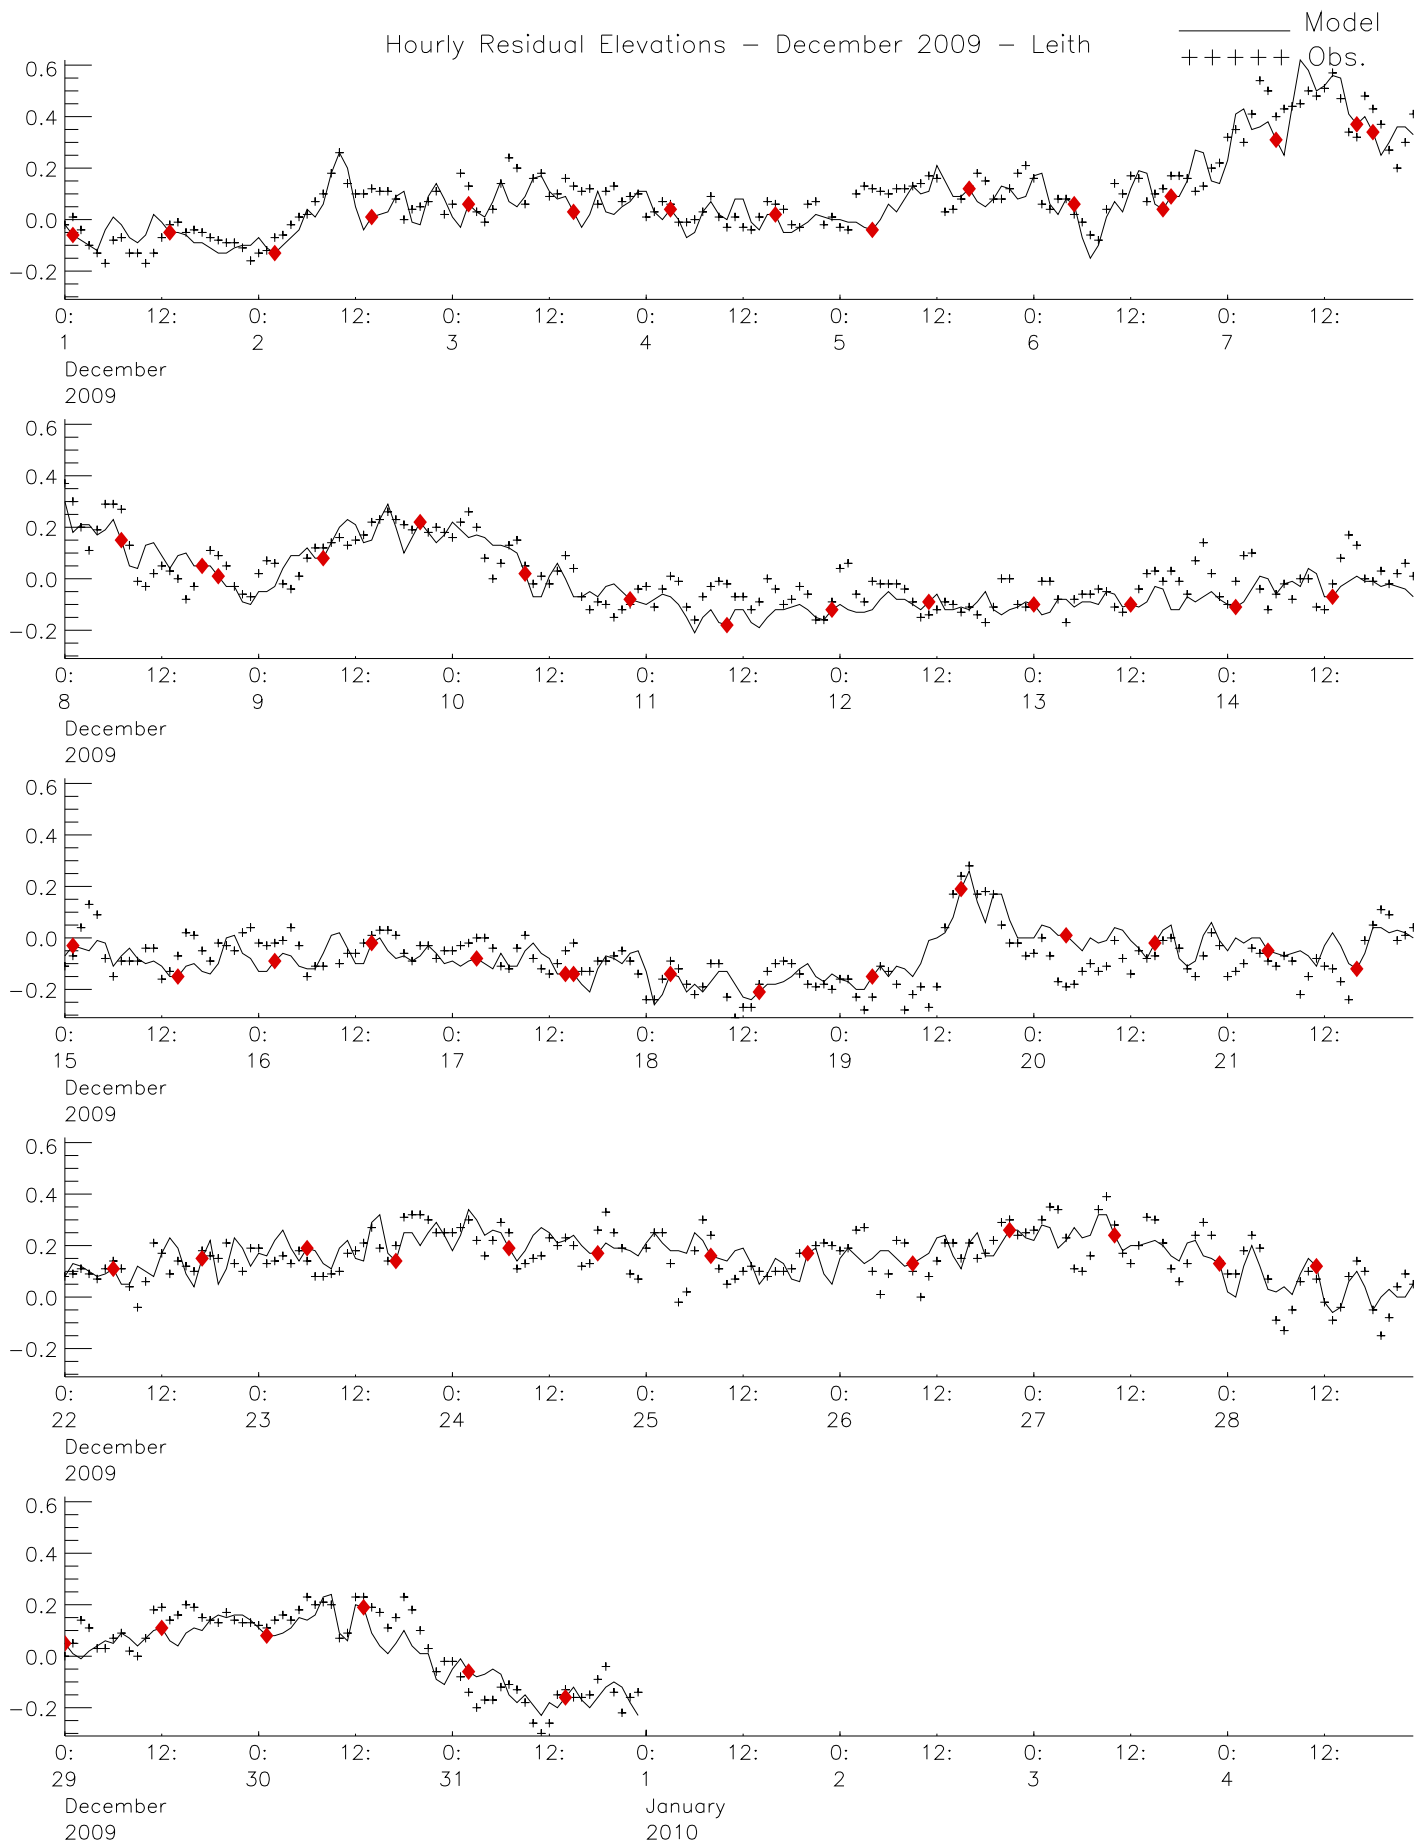 Hourly Residual Elevations – December 2009 – Leith
Model
+ + + + + Obs.
0.6
0.4
0.2
0.0
−0.2
0: 12: 0: 12: 0: 12: 0: 12: 0: 12: 0: 12: 0: 12:
1 2 3 4 5 6 7
December
2009
0.6
0.4
0.2
0.0
−0.2
0: 12: 0: 12: 0: 12: 0: 12: 0: 12: 0: 12: 0: 12:
8 9 10 11 12 13 14
December
2009
0.6
0.4
0.2
0.0
−0.2
0: 12: 0: 12: 0: 12: 0: 12: 0: 12: 0: 12: 0: 12:
15 16 17 18 19 20 21
December
2009
0.6
0.4
0.2
0.0
−0.2
0: 12: 0: 12: 0: 12: 0: 12: 0: 12: 0: 12: 0: 12:
22 23 24 25 26 27 28
December
2009
0.6
0.4
0.2
0.0
−0.2
0: 12: 0: 12: 0: 12: 0: 12: 0: 12: 0: 12: 0: 12:
29 30 31 1 2 3 4
December January
2009 2010